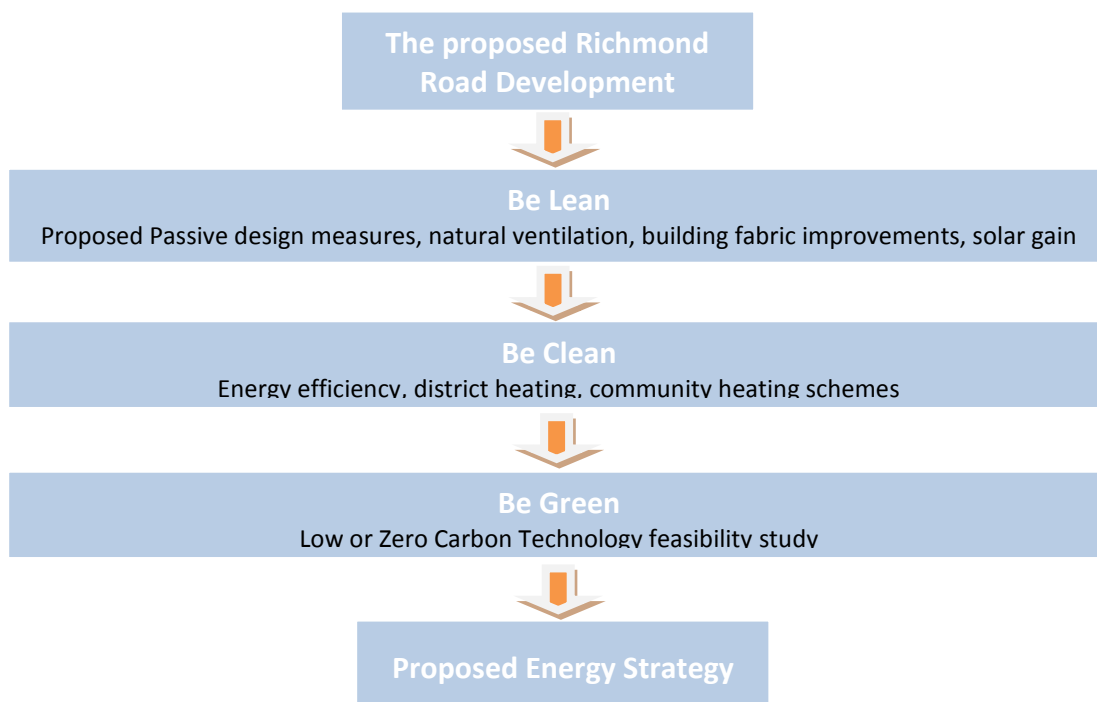 The proposed Richmond
Road Development
Be Lean
Proposed Passive design measures, natural ventilation, building fabric improvements, solar gain
Be Clean
Energy efficiency, district heating, community heating schemes
Be Green
Low or Zero Carbon Technology feasibility study
Proposed Energy Strategy